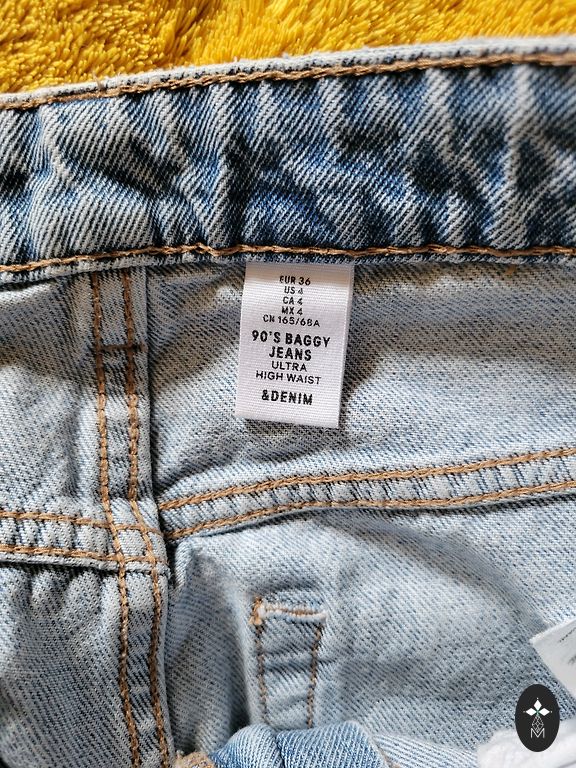 EUR 36
US 4
CA 4
MX 4
CN 165/68A
90'S BAGGY
JEANS
ULTRA
HIGH WAIST
&DENIM
M